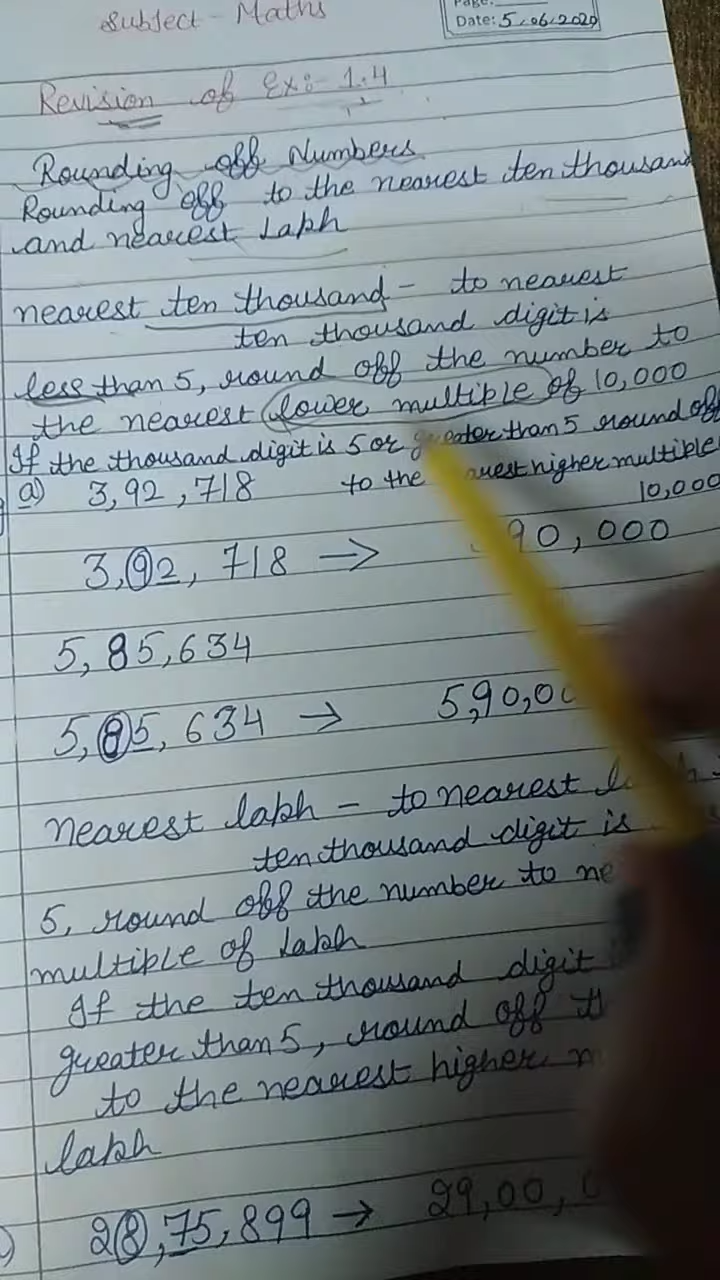 Subject - Maths
Page:
Date: 5.06.2020
Revision of Ex:- 1.4
Rounding off Numbers
Rounding off to the nearest ten thousand
and nearest Lakh
nearest ten thousand - to nearest
ten thousand digit is
less than 5, round off the number to
the nearest lower multiple of 10,000
If the thousand digit is 5 or greater than 5 round off
to the higher multiple
10,000
a) 3,92,718
3,92,718 → 90,000
5,85,634
5,85,634 → 5,90,00
nearest lakh - to nearest
ten thousand digit is
5, round off the number to ne
multiple of Lakh
If the ten thousand digit
greater than 5, round off
to the nearest higher
lakh
28,75,899 → 29,00,